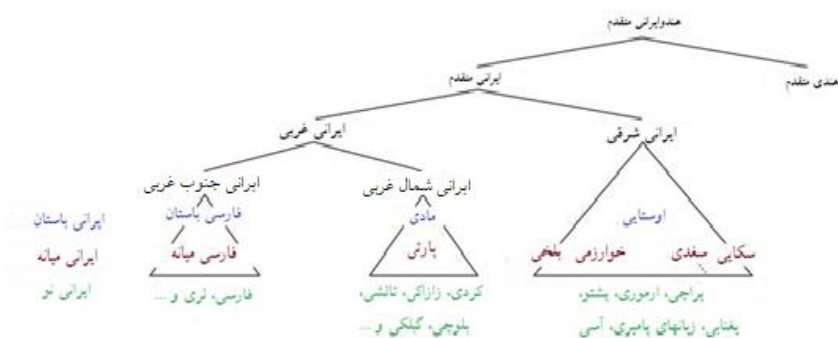 هندوایرانی متقدم
هندی متقدم
ایرانی متقدم
ایرانی شرقی
ایرانی غربی
ایرانی شمال غربی
ایرانی جنوب غربی
اوستایی
مادی
فارسی باستان
ایرانی باستان
سکایی
سغدی
خوارزمی
بلخی
پارتی
فارسی میانه
ایرانی میانه
پراچی، ارموری، پشتو،
یغنابی، زبانهای پامیری، آسی
کردی، زازاکی، تالشی،
بلوچی، گیلکی و ...
فارسی، لری و ...
ایرانی نو